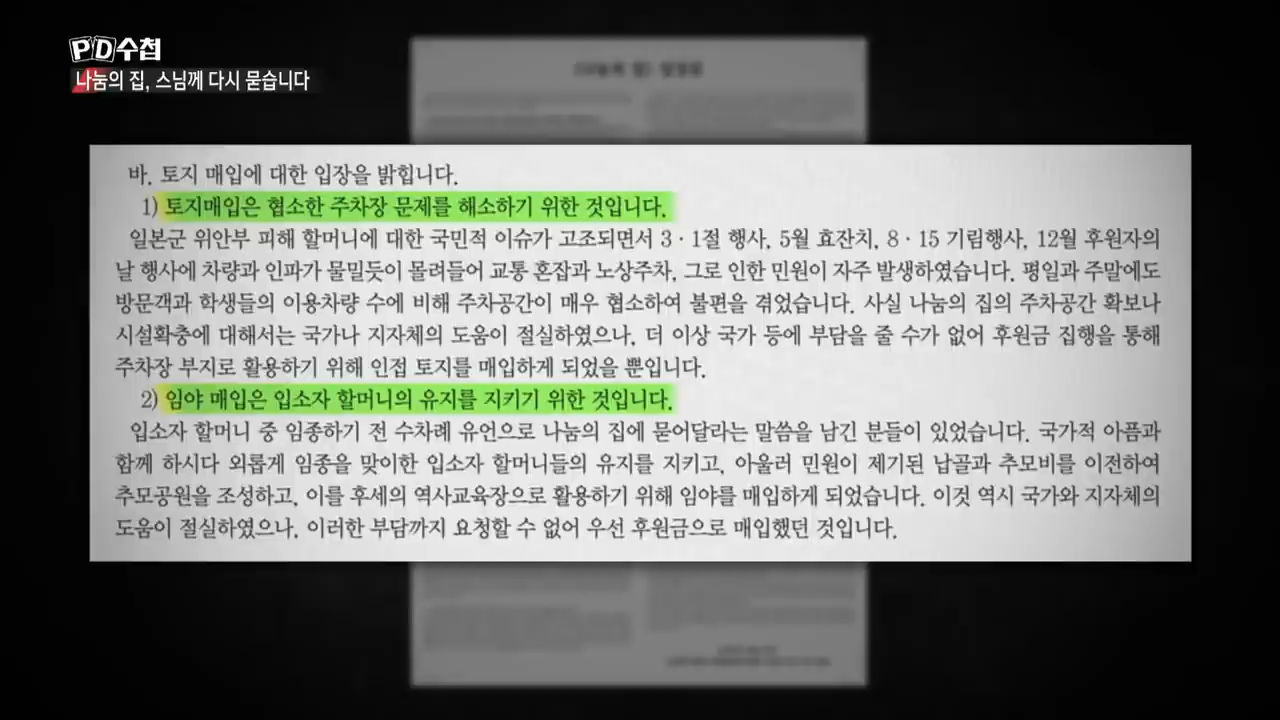 PD수첩
나눔의 집, 스님께 다시 묻습니다
바. 토지 매입에 대한 입장을 밝힙니다.
1) 토지매입은 협소한 주차장 문제를 해소하기 위한 것입니다.
일본군 위안부 피해 할머니에 대한 국민적 이슈가 고조되면서 3·1절 행사, 5월 효잔치, 8·15 기림행사, 12월 후원자의
날 행사에 차량과 인파가 물밀듯이 몰려들어 교통 혼잡과 노상주차, 그로 인한 민원이 자주 발생하였습니다. 평일과 주말에도
방문객과 학생들의 이용차량 수에 비해 주차공간이 매우 협소하여 불편을 겪었습니다. 사실 나눔의 집의 주차공간 확보나
시설확충에 대해서는 국가나 지자체의 도움이 절실하였으나, 더 이상 국가 등에 부담을 줄 수가 없어 후원금 집행을 통해
주차장 부지로 활용하기 위해 인접 토지를 매입하게 되었을 뿐입니다.
2) 임야 매입은 입소자 할머니의 유지를 지키기 위한 것입니다.
입소자 할머니 중 임종하기 전 수차례 유언으로 나눔의 집에 묻어달라는 말씀을 남긴 분들이 있었습니다. 국가적 아픔과
함께 하시다 외롭게 임종을 맞이한 입소자 할머니들의 유지를 지키고, 아울러 민원이 제기된 납골과 추모비를 이전하여
추모공원을 조성하고, 이를 후세의 역사교육장으로 활용하기 위해 임야를 매입하게 되었습니다. 이것 역시 국가와 지자체의
도움이 절실하였으나, 이러한 부담까지 요청할 수 없어 우선 후원금으로 매입했던 것입니다.